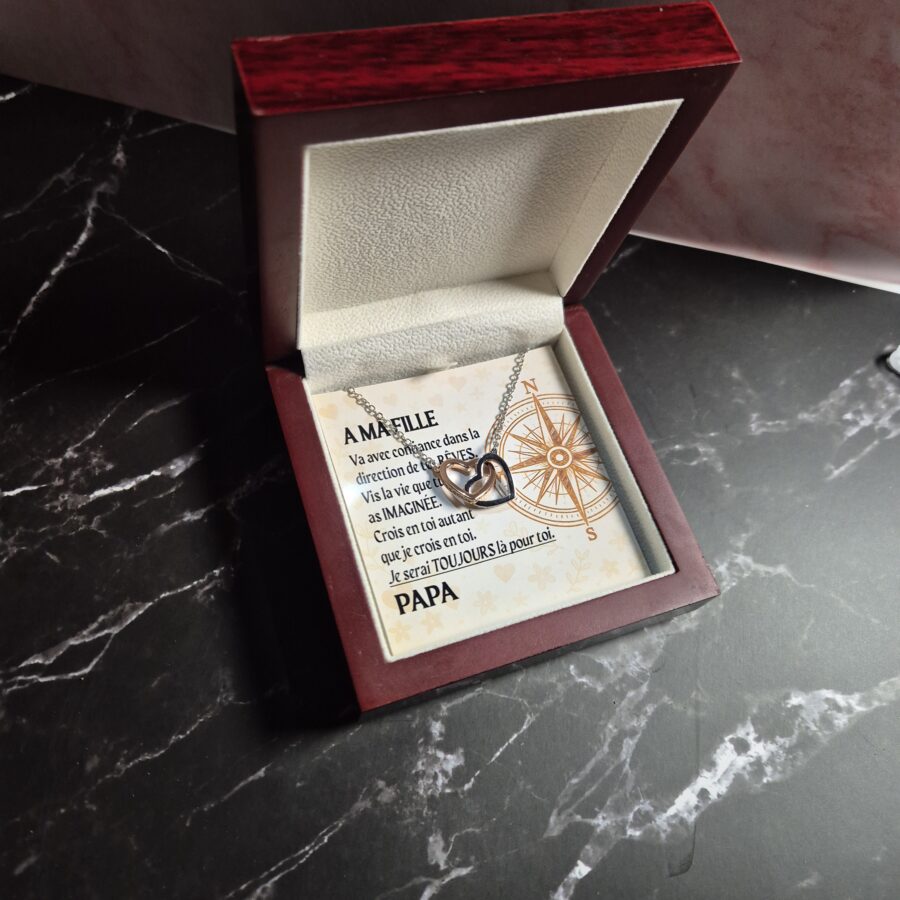 A MA FILLE
Va avec confiance dans la
direction de RÊVES.
Vis la vie que
as IMAGINÉE.
Crois en toi autant
que je crois en toi.
Je serai TOUJOURS là pour toi.
PAPA
N
S